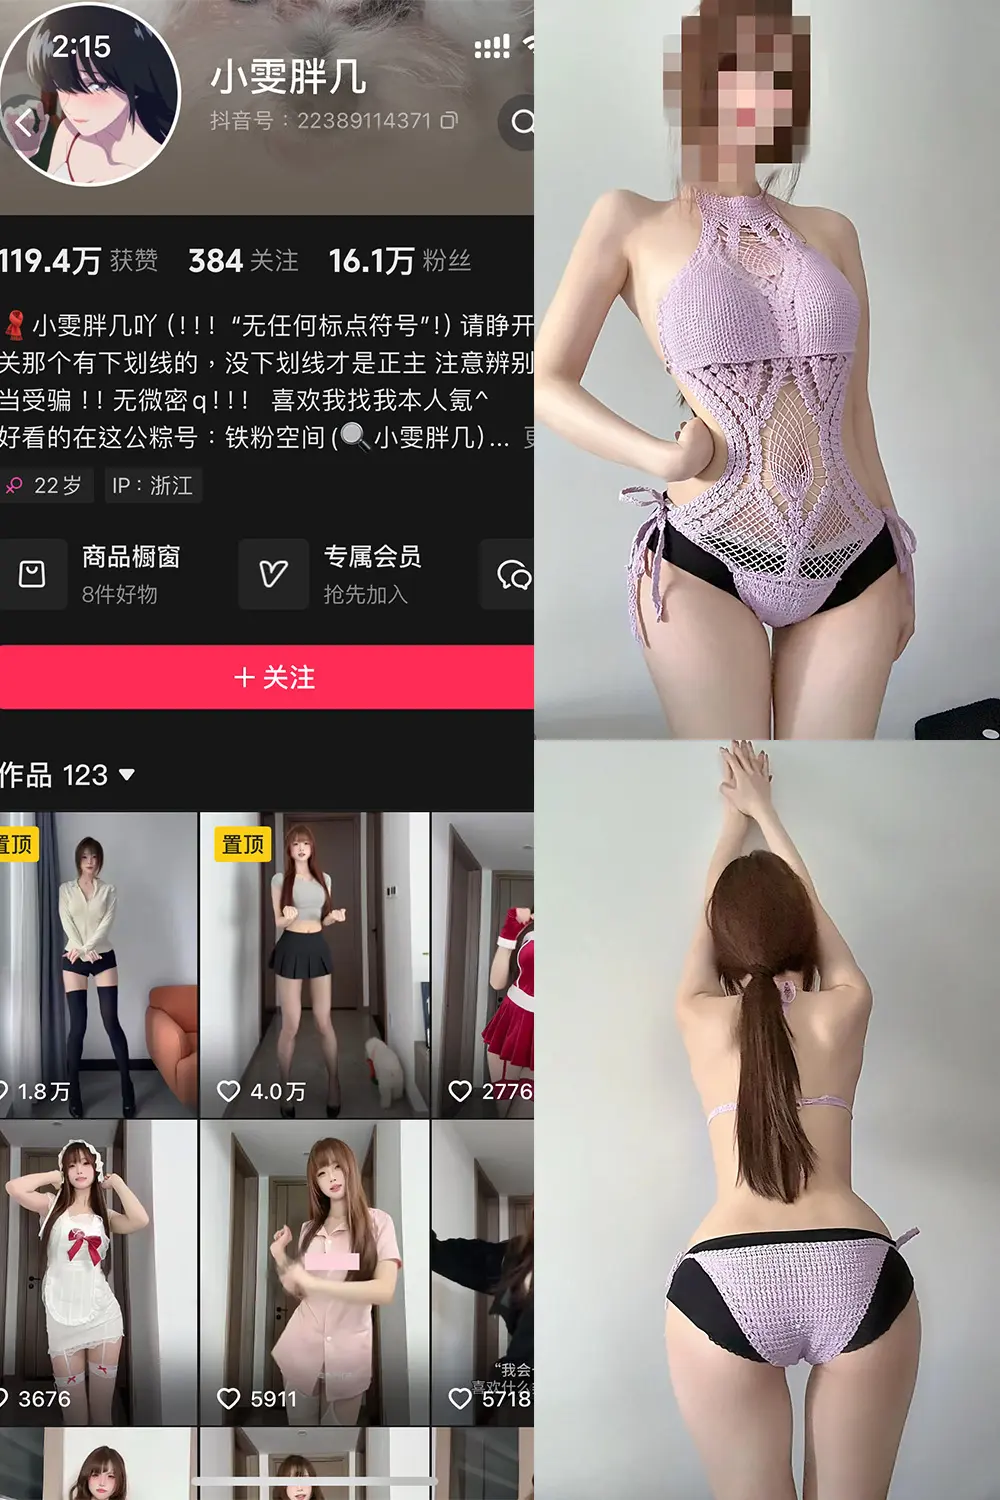 2:15
小雯胖几
抖音号：22389114371
119.4万 获赞 384 关注 16.1万 粉丝
小雯胖几吖 (!!! “无任何标点符号”!) 请睁开
关那个有下划线的，没下划线才是正主 注意辨别
当受骗 !! 无微密q!!! 喜欢我找我本人氪^
好看的在这公粽号：铁粉空间(🔍小雯胖几)...
22岁 IP：浙江
商品橱窗 专属会员
8件好物 抢先加入
+ 关注
作品 123
置顶 置顶
1.8万 4.0万 2776
“我会
喜欢什么
3676 5911 5718